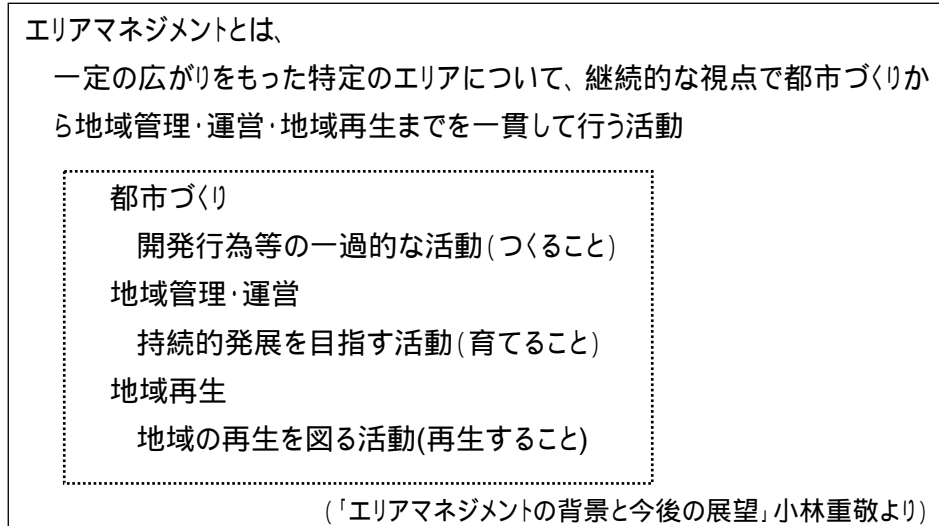 エリアマネジメントとは、
一定の広がりをもった特定のエリアについて、継続的な視点で都市づくりか
ら地域管理・運営・地域再生までを一貫して行う活動
都市づくり
開発行為等の一過的な活動(つくること)
地域管理・運営
持続的発展を目指す活動(育てること)
地域再生
地域の再生を図る活動(再生すること)
(「エリアマネジメントの背景と今後の展望」小林重敬より)